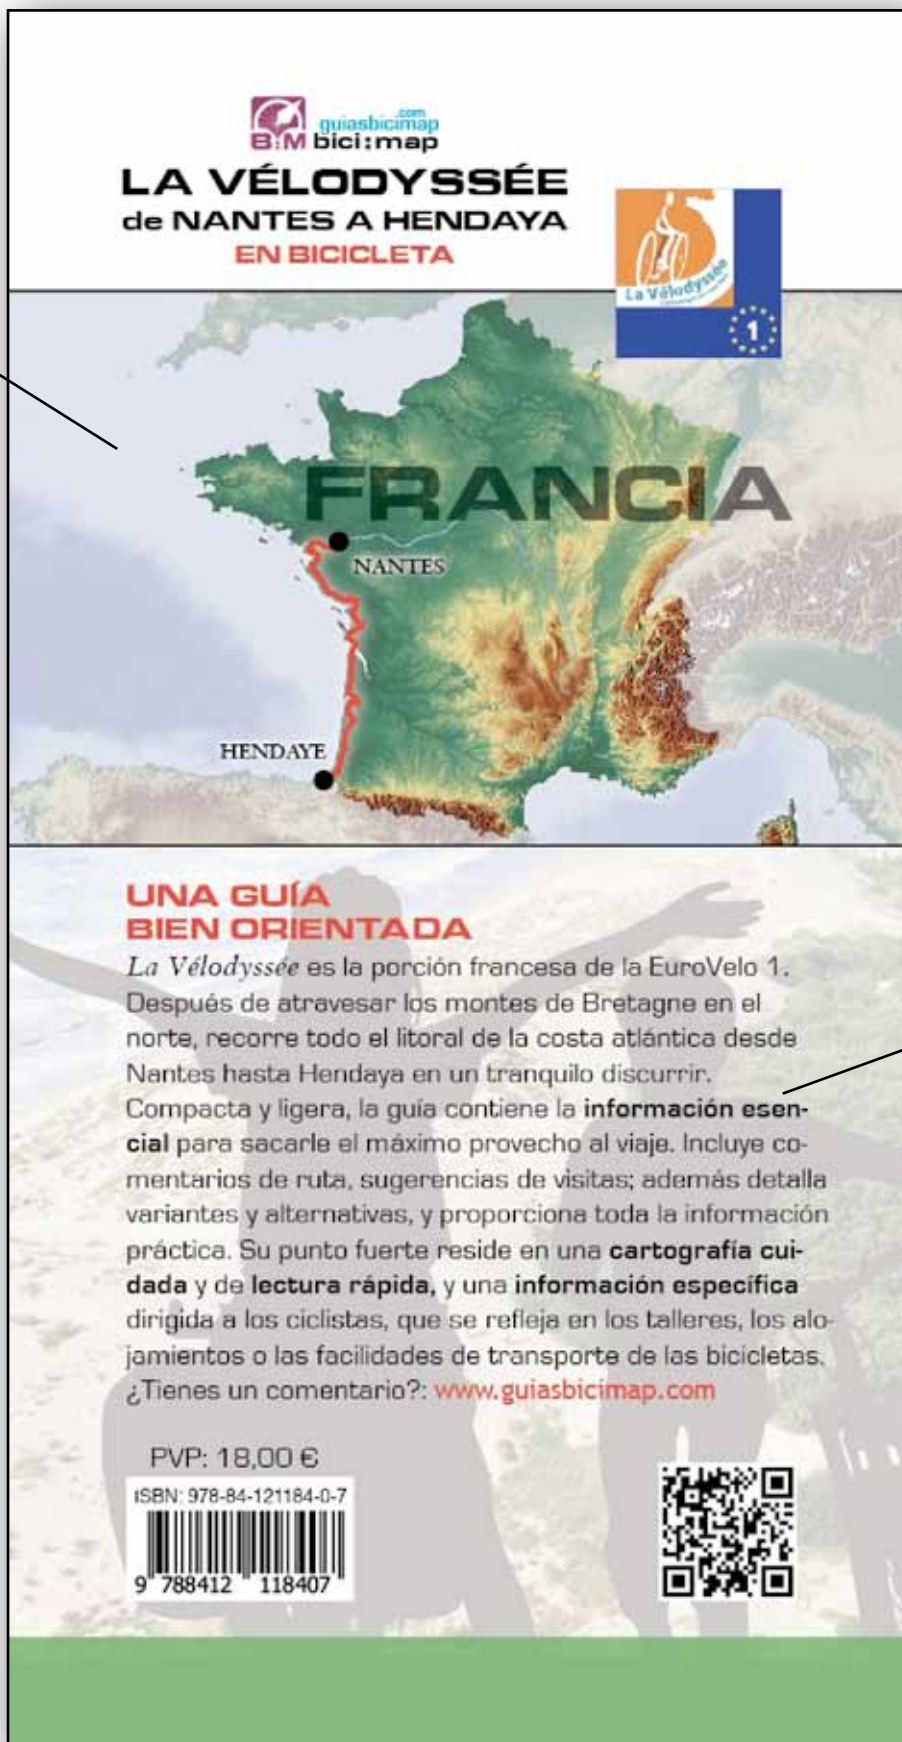 guiasbicimap.com
B:M bici:map
LA VÉLODYSSÉE
de NANTES A HENDAYA
EN BICICLETA
La Vélodyssée
1
FRANCIA
NANTES
HENDAYE
UNA GUÍA
BIEN ORIENTADA
La Vélodyssée es la porción francesa de la EuroVelo 1.
Después de atravesar los montes de Bretagne en el
norte, recorre todo el litoral de la costa atlántica desde
Nantes hasta Hendaya en un tranquilo discurrir.
Compacta y ligera, la guía contiene la información esen-
cial para sacarle el máximo provecho al viaje. Incluye co-
mentarios de ruta, sugerencias de visitas; además detalla
variantes y alternativas, y proporciona toda la información
práctica. Su punto fuerte reside en una cartografía cui-
dada y de lectura rápida, y una información específica
dirigida a los ciclistas, que se refleja en los talleres, los alo-
jamientos o las facilidades de transporte de las bicicletas.
¿Tienes un comentario?: www.guiasbicimap.com
PVP: 18,00 €
ISBN: 978-84-121184-0-7
9 788412 118407